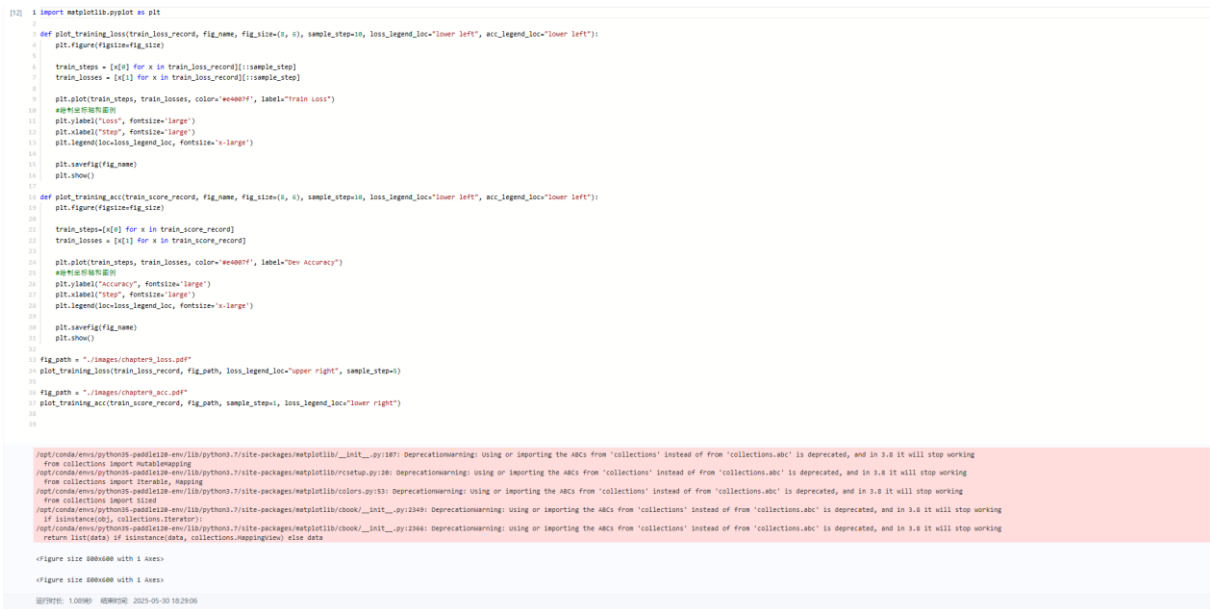 [12] 1 import matplotlib.pyplot as plt
2
3 def plot_training_loss(train_loss_record, fig_name, fig_size=(8, 6), sample_step=10, loss_legend_loc="lower left", acc_legend_loc="lower left"):
4 plt.figure(figsize=fig_size)
5
6 train_steps = [x[0] for x in train_loss_record][::sample_step]
7 train_losses = [x[1] for x in train_loss_record][::sample_step]
8
9 plt.plot(train_steps, train_losses, color='#e4007f', label="Train Loss")
10 #绘制坐标轴和图例
11 plt.ylabel("Loss", fontsize='large')
12 plt.xlabel("Step", fontsize='large')
13 plt.legend(loc=loss_legend_loc, fontsize='x-large')
14
15 plt.savefig(fig_name)
16 plt.show()
17
18 def plot_training_acc(train_score_record, fig_name, fig_size=(8, 6), sample_step=10, loss_legend_loc="lower left", acc_legend_loc="lower left"):
19 plt.figure(figsize=fig_size)
20
21 train_steps=[x[0] for x in train_score_record]
22 train_losses = [x[1] for x in train_score_record]
23
24 plt.plot(train_steps, train_losses, color='#e4007f', label="Dev Accuracy")
25 #绘制坐标轴和图例
26 plt.ylabel("Accuracy", fontsize='large')
27 plt.xlabel("Step", fontsize='large')
28 plt.legend(loc=loss_legend_loc, fontsize='x-large')
29
30 plt.savefig(fig_name)
31 plt.show()
32
33 fig_path = "./images/chapter9_loss.pdf"
34 plot_training_loss(train_loss_record, fig_path, loss_legend_loc="upper right", sample_step=5)
35
36 fig_path = "./images/chapter9_acc.pdf"
37 plot_training_acc(train_score_record, fig_path, sample_step=1, loss_legend_loc="lower right")
38
39
/opt/conda/envs/python35-paddle120-env/lib/python3.7/site-packages/matplotlib/__init__.py:107: DeprecationWarning: Using or importing the ABCs from 'collections' instead of from 'collections.abc' is deprecated, and in 3.8 it will stop working
from collections import MutableMapping
/opt/conda/envs/python35-paddle120-env/lib/python3.7/site-packages/matplotlib/rcsetup.py:20: DeprecationWarning: Using or importing the ABCs from 'collections' instead of from 'collections.abc' is deprecated, and in 3.8 it will stop working
from collections import Iterable, Mapping
/opt/conda/envs/python35-paddle120-env/lib/python3.7/site-packages/matplotlib/colors.py:53: DeprecationWarning: Using or importing the ABCs from 'collections' instead of from 'collections.abc' is deprecated, and in 3.8 it will stop working
from collections import Sized
/opt/conda/envs/python35-paddle120-env/lib/python3.7/site-packages/matplotlib/cbook/__init__.py:2349: DeprecationWarning: Using or importing the ABCs from 'collections' instead of from 'collections.abc' is deprecated, and in 3.8 it will stop working
if isinstance(obj, collections.Iterator):
/opt/conda/envs/python35-paddle120-env/lib/python3.7/site-packages/matplotlib/cbook/__init__.py:2366: DeprecationWarning: Using or importing the ABCs from 'collections' instead of from 'collections.abc' is deprecated, and in 3.8 it will stop working
return list(data) if isinstance(data, collections.MappingView) else data
<Figure size 800x600 with 1 Axes>
<Figure size 800x600 with 1 Axes>
运行时长: 1.089秒 结束时间: 2025-05-30 18:29:06